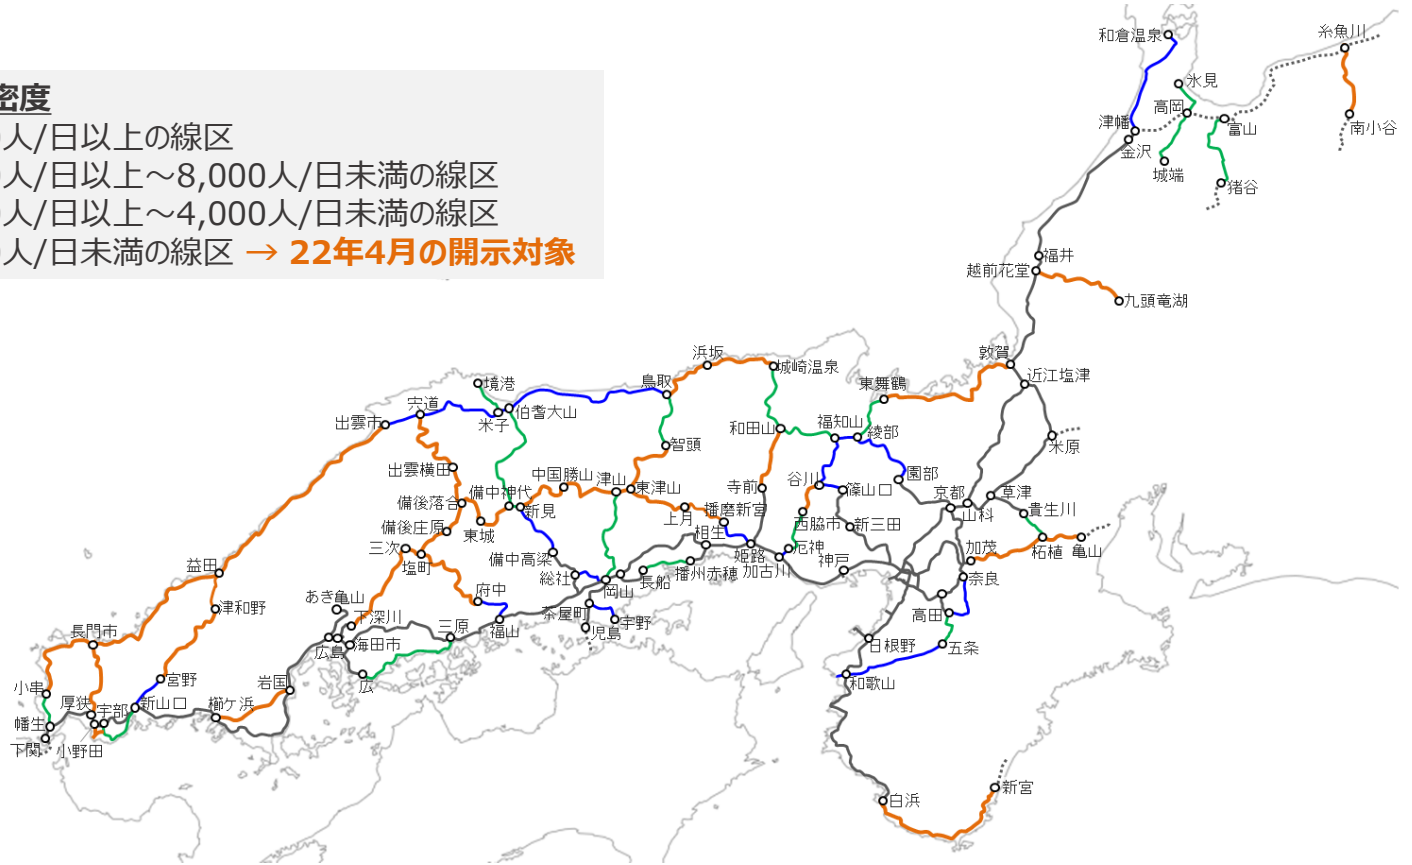 密度
人/日以上の線区
人/日以上～8,000人/日未満の線区
人/日以上～4,000人/日未満の線区
人/日未満の線区 → 22年4月の開示対象
糸魚川
和倉温泉
氷見
高岡
津幡
富山
南小谷
金沢
城端
猪谷
福井
越前花堂
九頭竜湖
敦賀
浜坂
城崎温泉
近江塩津
境港
鳥取
東舞鶴
宍道
伯耆大山
出雲市
米子
和田山
福知山
綾部
米原
智頭
出雲横田
中国勝山
津山
園部
備後落合
備中神代
新見
東津山
寺前
谷川
篠山口
京都
草津
山科
貴生川
備後庄原
東城
上月
播磨新宮
西脇市
新三田
三次
塩町
備中高梁
相生
姫路
厄神
加古川
神戸
加茂
柘植
亀山
益田
総社
岡山
長船
播州赤穂
奈良
あき亀山
府中
津和野
下深川
三原
福山
茶屋町
宇野
児島
高田
長門市
広島
海田市
日根野
五条
小串
厚狭
宮野
岩国
広
和歌山
宇部
新山口
櫛ケ浜
幡生
下関
小野田
白浜
新宮